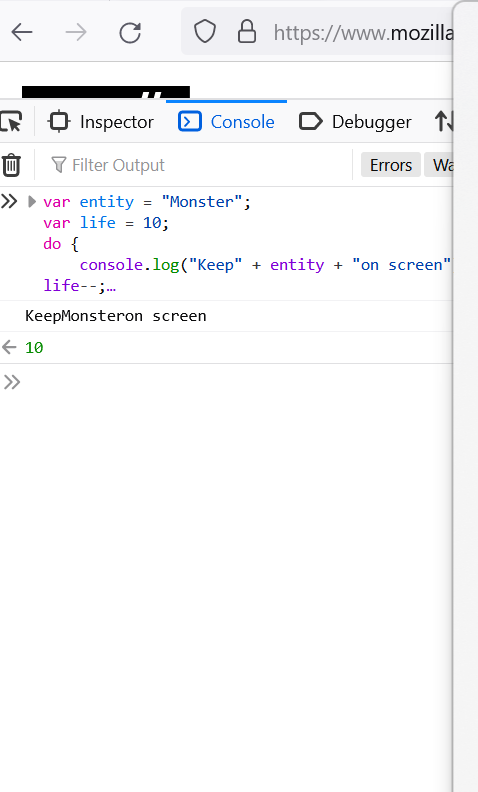 https://www.mozilla
Inspector
Console
Debugger
Filter Output
Errors
var entity = "Monster";
var life = 10;
do {
console.log("Keep" + entity + "on screen"
life--;…
KeepMonsteron screen
10